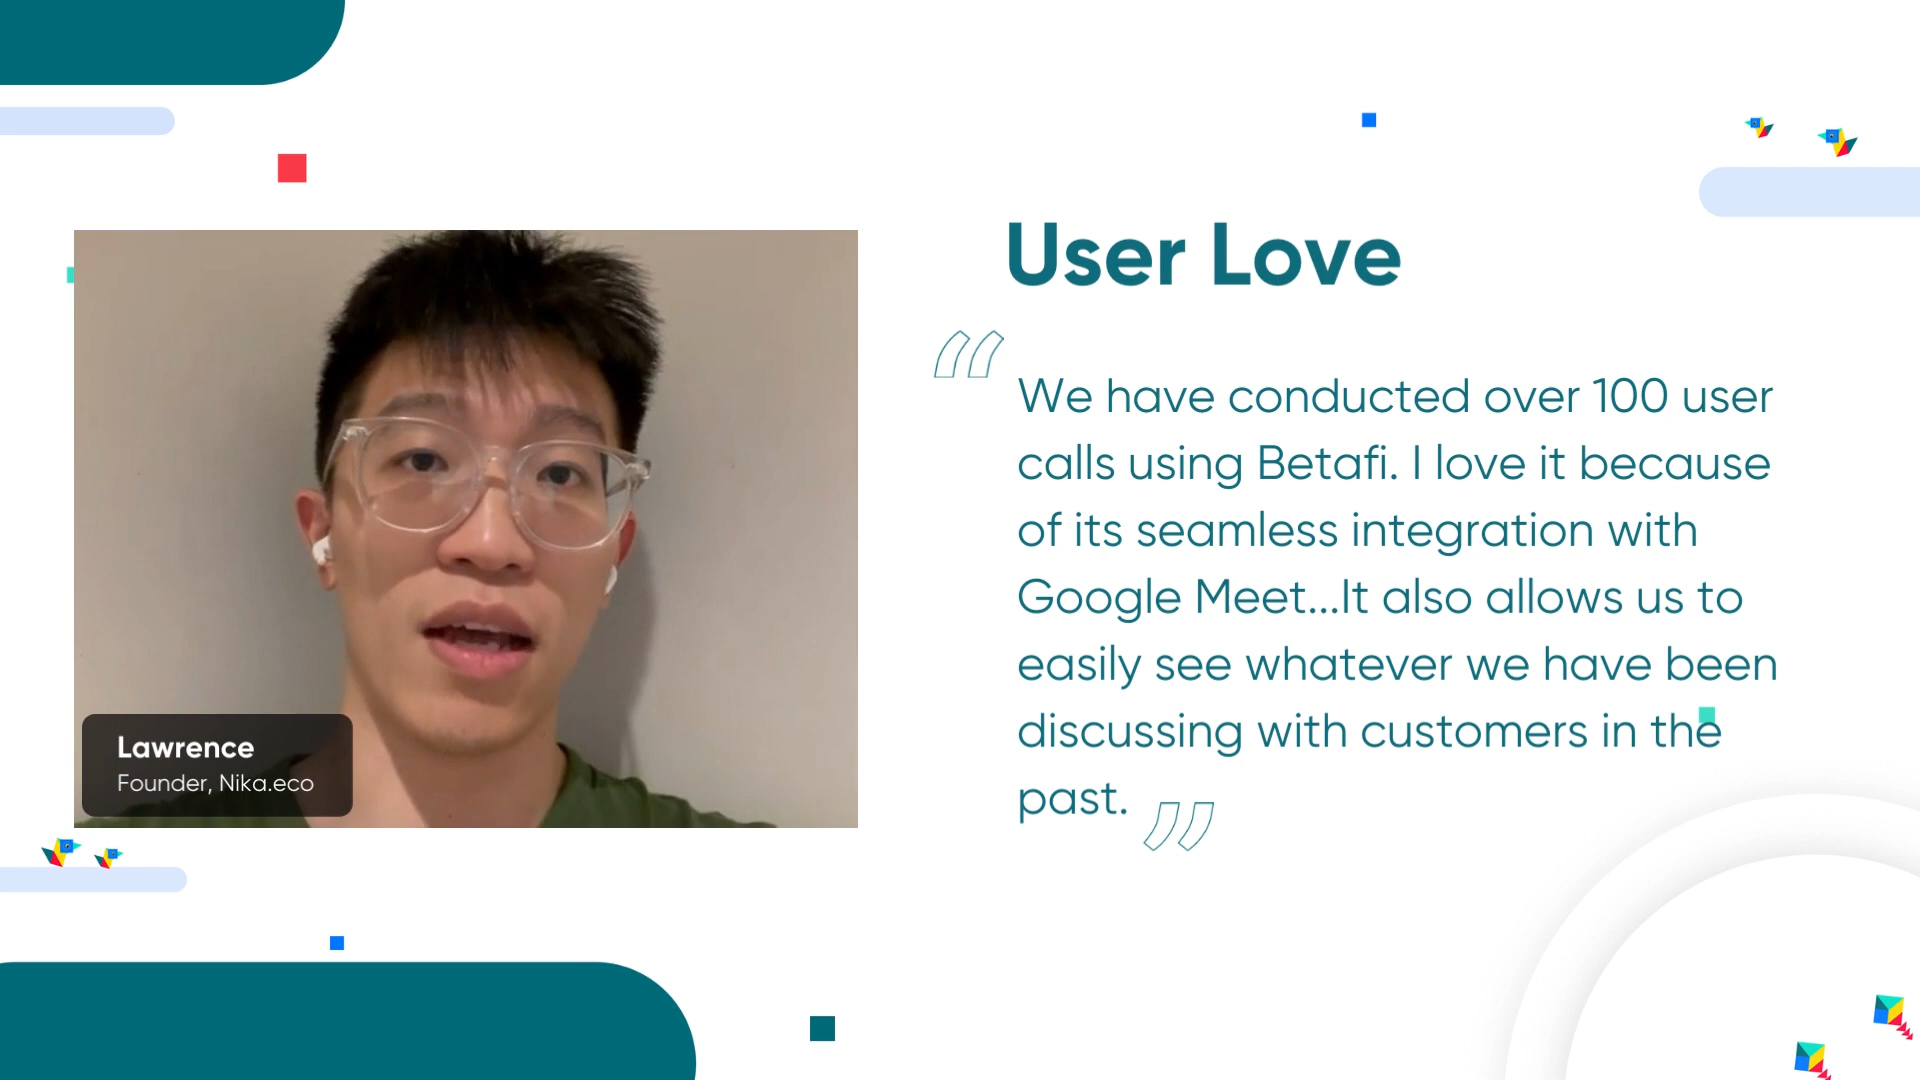 User Love
“
We have conducted over 100 user
calls using Betafi. I love it because
of its seamless integration with
Google Meet...It also allows us to
easily see whatever we have been
discussing with customers in the
past. ”
Lawrence
Founder, Nika.eco